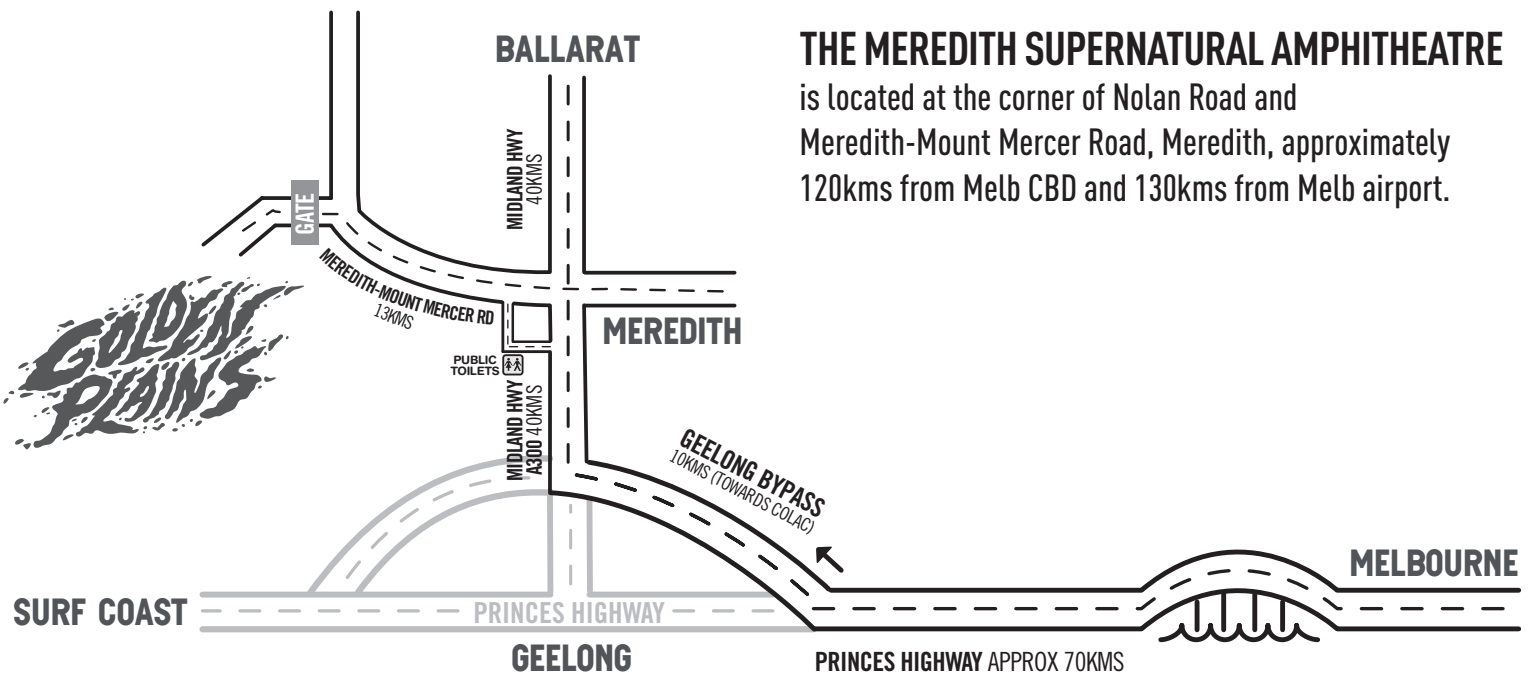 THE MEREDITH SUPERNATURAL AMPHITHEATRE
is located at the corner of Nolan Road and
Meredith-Mount Mercer Road, Meredith, approximately
120kms from Melb CBD and 130kms from Melb airport.
BALLARAT
MIDLAND HWY
40KMS
GATE
MEREDITH-MOUNT MERCER RD
13KMS
GOLDEN
PLAINS
MEREDITH
PUBLIC
TOILETS
MIDLAND HWY
A300 40KMS
GEELONG BYPASS
10KMS (TOWARDS COLAC)
MELBOURNE
SURF COAST
PRINCES HIGHWAY
GEELONG
PRINCES HIGHWAY APPROX 70KMS